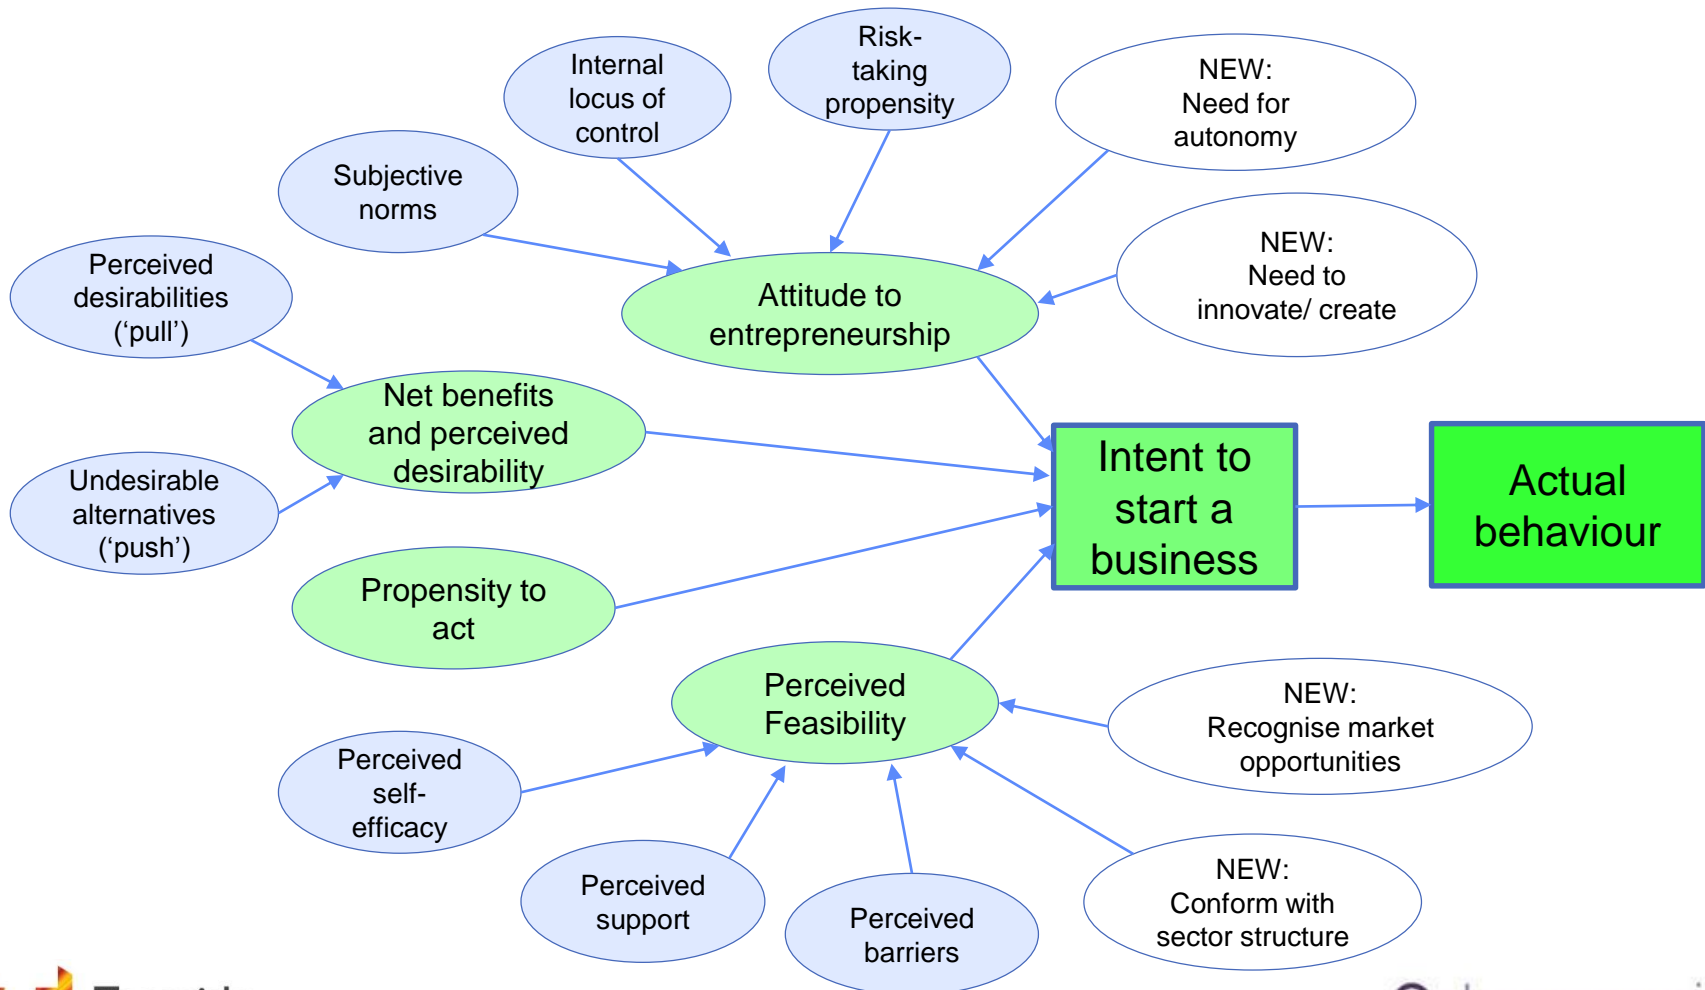 Risk-
taking
propensity
Internal
locus of
control
NEW:
Need for
autonomy
Subjective
norms
NEW:
Need to
innovate/ create
Perceived
desirabilities
(‘pull’)
Attitude to
entrepreneurship
Net benefits
and perceived
desirability
Undesirable
alternatives
(‘push’)
Intent to
start a
business
Actual
behaviour
Propensity to
act
Perceived
Feasibility
NEW:
Recognise market
opportunities
Perceived
self-
efficacy
Perceived
support
Perceived
barriers
NEW:
Conform with
sector structure